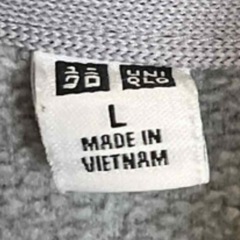 ユニ UNI
クロ QLO
L
MADE IN
VIETNAM